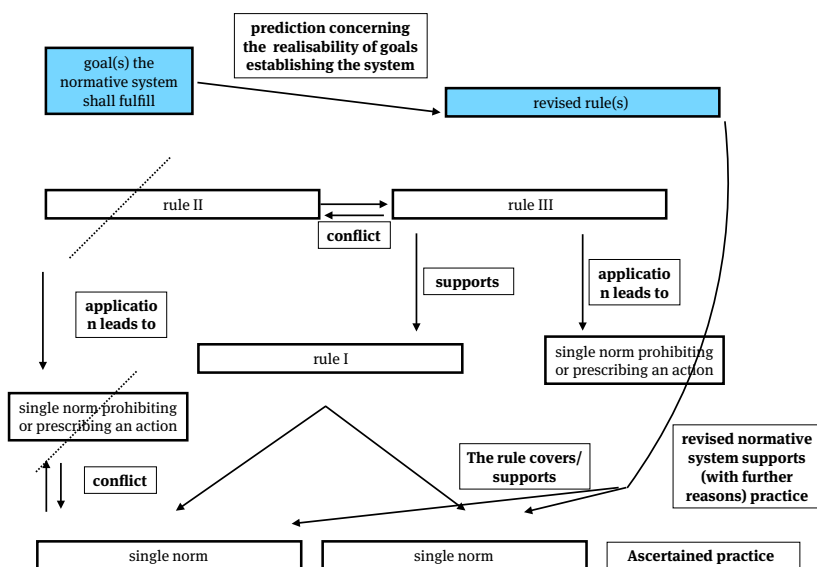 prediction concerning
the realisability of goals
establishing the system
goal(s) the
normative system
shall fulfill
revised rule(s)
rule II
rule III
conflict
supports
applicatio
n leads to
applicatio
n leads to
rule I
single norm prohibiting
or prescribing an action
single norm prohibiting
or prescribing an action
The rule covers/
supports
revised normative
system supports
(with further
reasons) practice
conflict
single norm
single norm
Ascertained practice